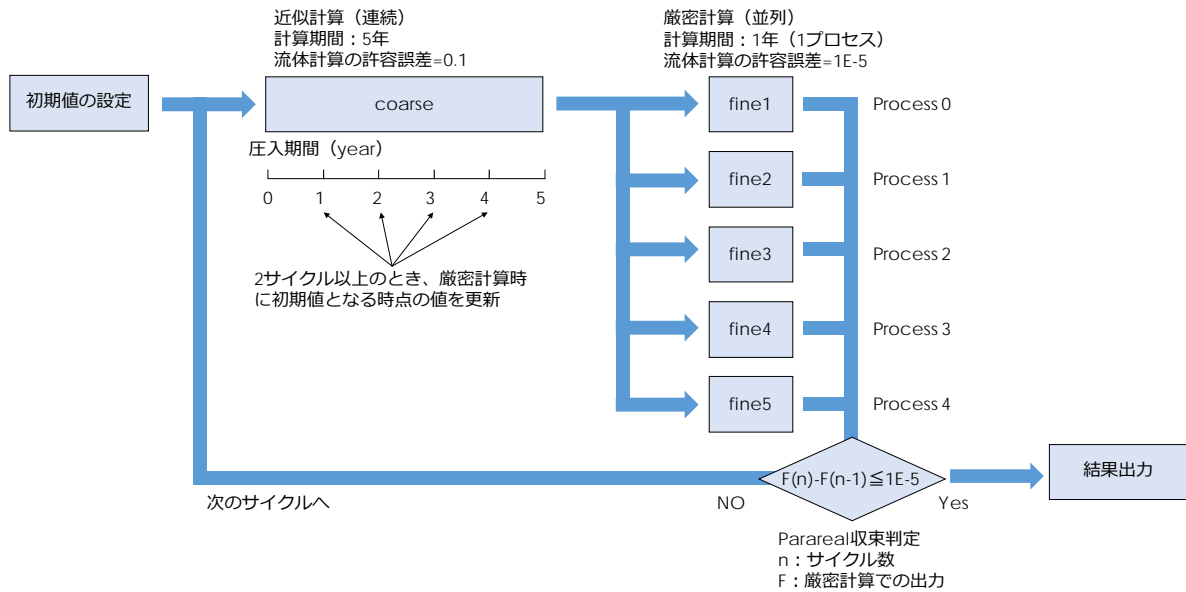 近似計算（連続）
計算期間：5年
流体計算の許容誤差=0.1
厳密計算（並列）
計算期間：1年（1プロセス）
流体計算の許容誤差=1E-5
初期値の設定
coarse
fine1
Process 0
圧入期間（year）
0 1 2 3 4 5
fine2
Process 1
2サイクル以上のとき、厳密計算時
に初期値となる時点の値を更新
fine3
Process 2
fine4
Process 3
fine5
Process 4
F(n)-F(n-1)≦1E-5
結果出力
次のサイクルへ
NO
Yes
Parareal収束判定
n：サイクル数
F：厳密計算での出力